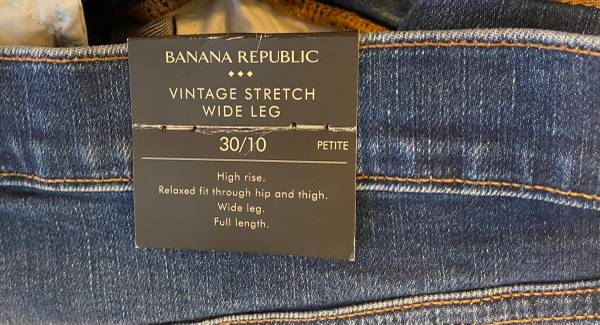 BANANA REPUBLIC
VINTAGE STRETCH
WIDE LEG
30/10 PETITE
High rise.
Relaxed fit through hip and thigh.
Wide leg.
Full length.